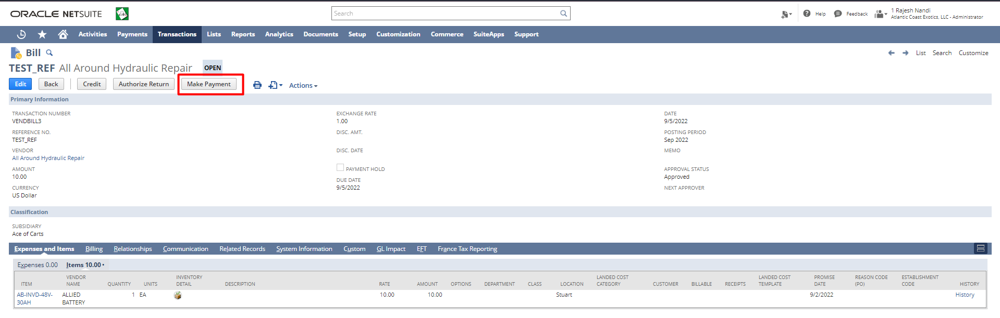 ORACLE NETSUITE
Search
Help
Feedback
1 Rajesh Nandi
Atlantic Coast Exotics, LLC - Administrator
Activities Payments Transactions Lists Reports Analytics Documents Setup Customization Commerce SuiteApps Support
Bill
List Search Customize
TEST_REF All Around Hydraulic Repair OPEN
Edit Back Credit Authorize Return Make Payment Actions
Primary Information
TRANSACTION NUMBER
VENDBILL3
REFERENCE NO.
TEST_REF
VENDOR
All Around Hydraulic Repair
AMOUNT
10.00
CURRENCY
US Dollar
EXCHANGE RATE
1.00
DISC. AMT.
DISC. DATE
PAYMENT HOLD
DUE DATE
9/5/2022
DATE
9/5/2022
POSTING PERIOD
Sep 2022
MEMO
APPROVAL STATUS
Approved
NEXT APPROVER
Classification
SUBSIDIARY
Ace of Carts
Expenses and Items Billing Relationships Communication Related Records System Information Custom GL Impact EFT France Tax Reporting
Expenses 0.00 Items 10.00 •
ITEM VENDOR NAME QUANTITY UNITS INVENTORY DETAIL DESCRIPTION RATE AMOUNT OPTIONS DEPARTMENT CLASS LOCATION LANDED COST CATEGORY CUSTOMER BILLABLE RECEIPTS LANDED COST TEMPLATE PROMISE DATE REASON CODE (PO) ESTABLISHMENT CODE HISTORY
AB-INVD-48V-30AH ALLIED BATTERY 1 EA 10.00 10.00 Stuart 9/2/2022 History